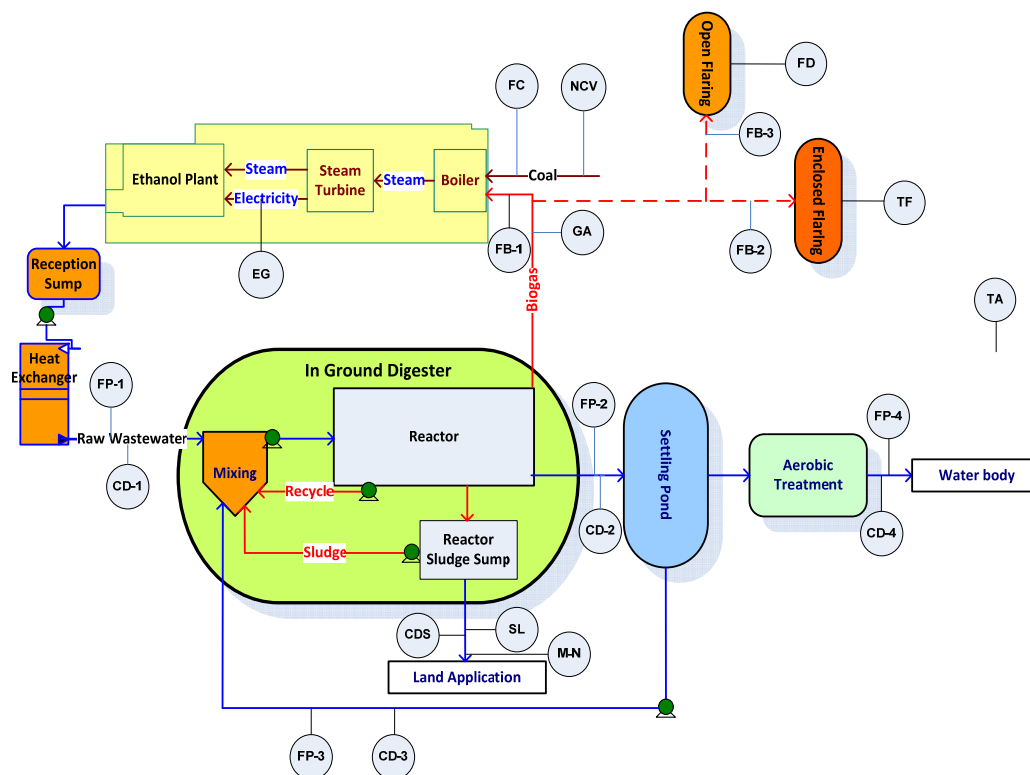 Open Flaring
FD
FC
NCV
FB-3
Ethanol Plant
Steam
Steam
Turbine
Steam
Boiler
Coal
Electricity
Enclosed Flaring
TF
FB-1
GA
FB-2
EG
Reception
Sump
Biogas
TA
Heat
Exchanger
FP-1
In Ground Digester
FP-2
FP-4
Raw Wastewater
Reactor
Settling Pond
Mixing
Aerobic
Treatment
Water body
CD-1
Recycle
CD-2
CD-4
Reactor
Sludge Sump
Sludge
CDS
SL
M-N
Land Application
FP-3
CD-3